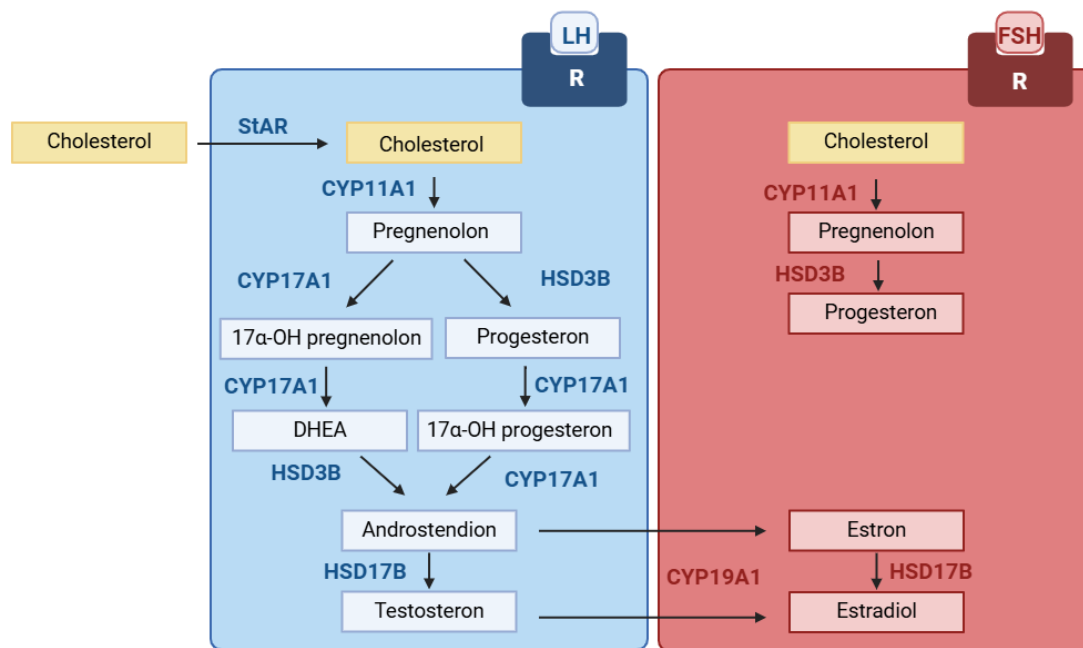 LH
R
FSH
R
Cholesterol
StAR
Cholesterol
Cholesterol
CYP11A1
CYP11A1
Pregnenolon
Pregnenolon
CYP17A1
HSD3B
HSD3B
17α-OH pregnenolon
Progesteron
Progesteron
CYP17A1
CYP17A1
DHEA
17α-OH progesteron
HSD3B
CYP17A1
Androstendion
Estron
HSD17B
CYP19A1
HSD17B
Testosteron
Estradiol